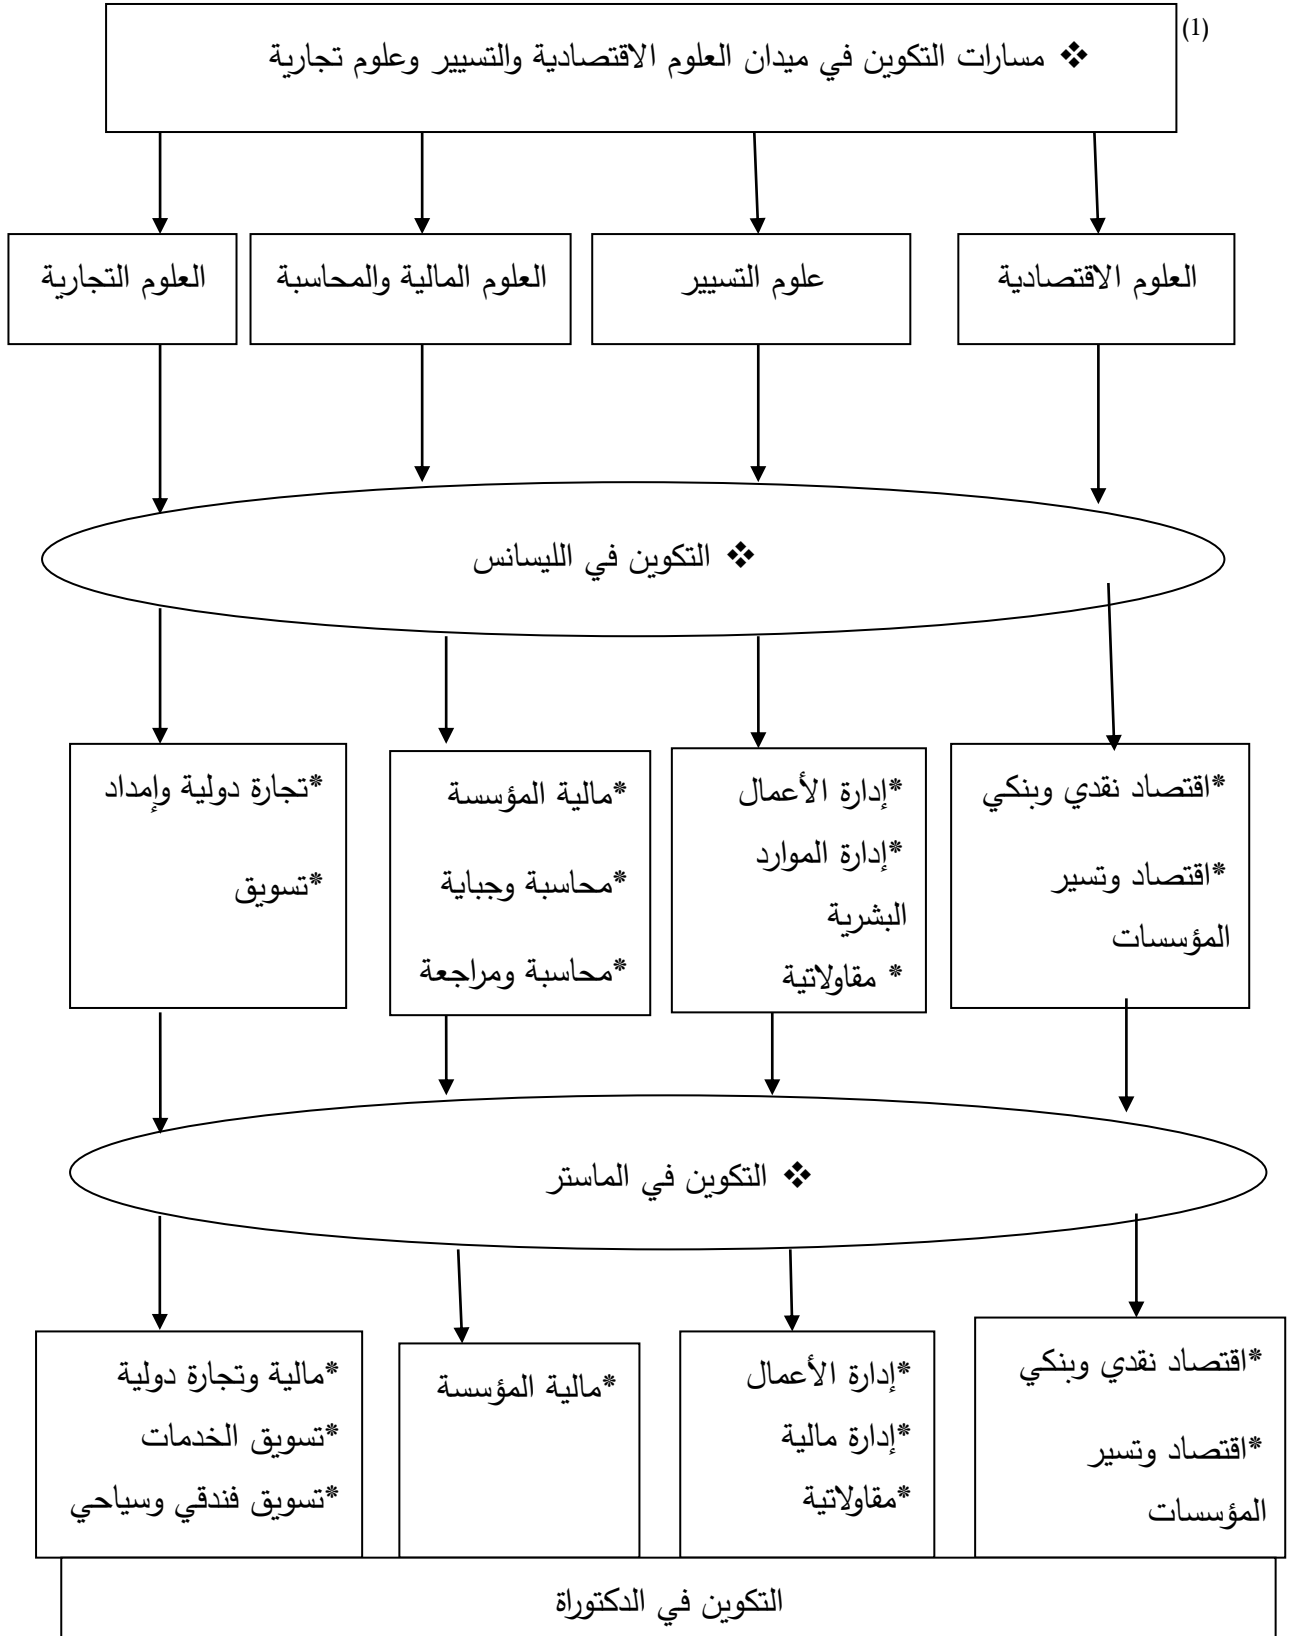 (1)
❖ مسارات التكوين في ميدان العلوم الاقتصادية والتسيير وعلوم تجارية
العلوم الاقتصادية
علوم التسيير
العلوم المالية والمحاسبة
العلوم التجارية
❖ التكوين في الليسانس
*اقتصاد نقدي وبنكي
*اقتصاد وتسير
المؤسسات
*إدارة الأعمال
*إدارة الموارد
البشرية
* مقاولاتية
*مالية المؤسسة
*محاسبة وجباية
*محاسبة ومراجعة
*تجارة دولية وإمداد
*تسويق
❖ التكوين في الماستر
*اقتصاد نقدي وبنكي
*اقتصاد وتسير
المؤسسات
*إدارة الأعمال
*إدارة مالية
*مقاولاتية
*مالية المؤسسة
*مالية وتجارة دولية
*تسويق الخدمات
*تسويق فندقي وسياحي
التكوين في الدكتوراة